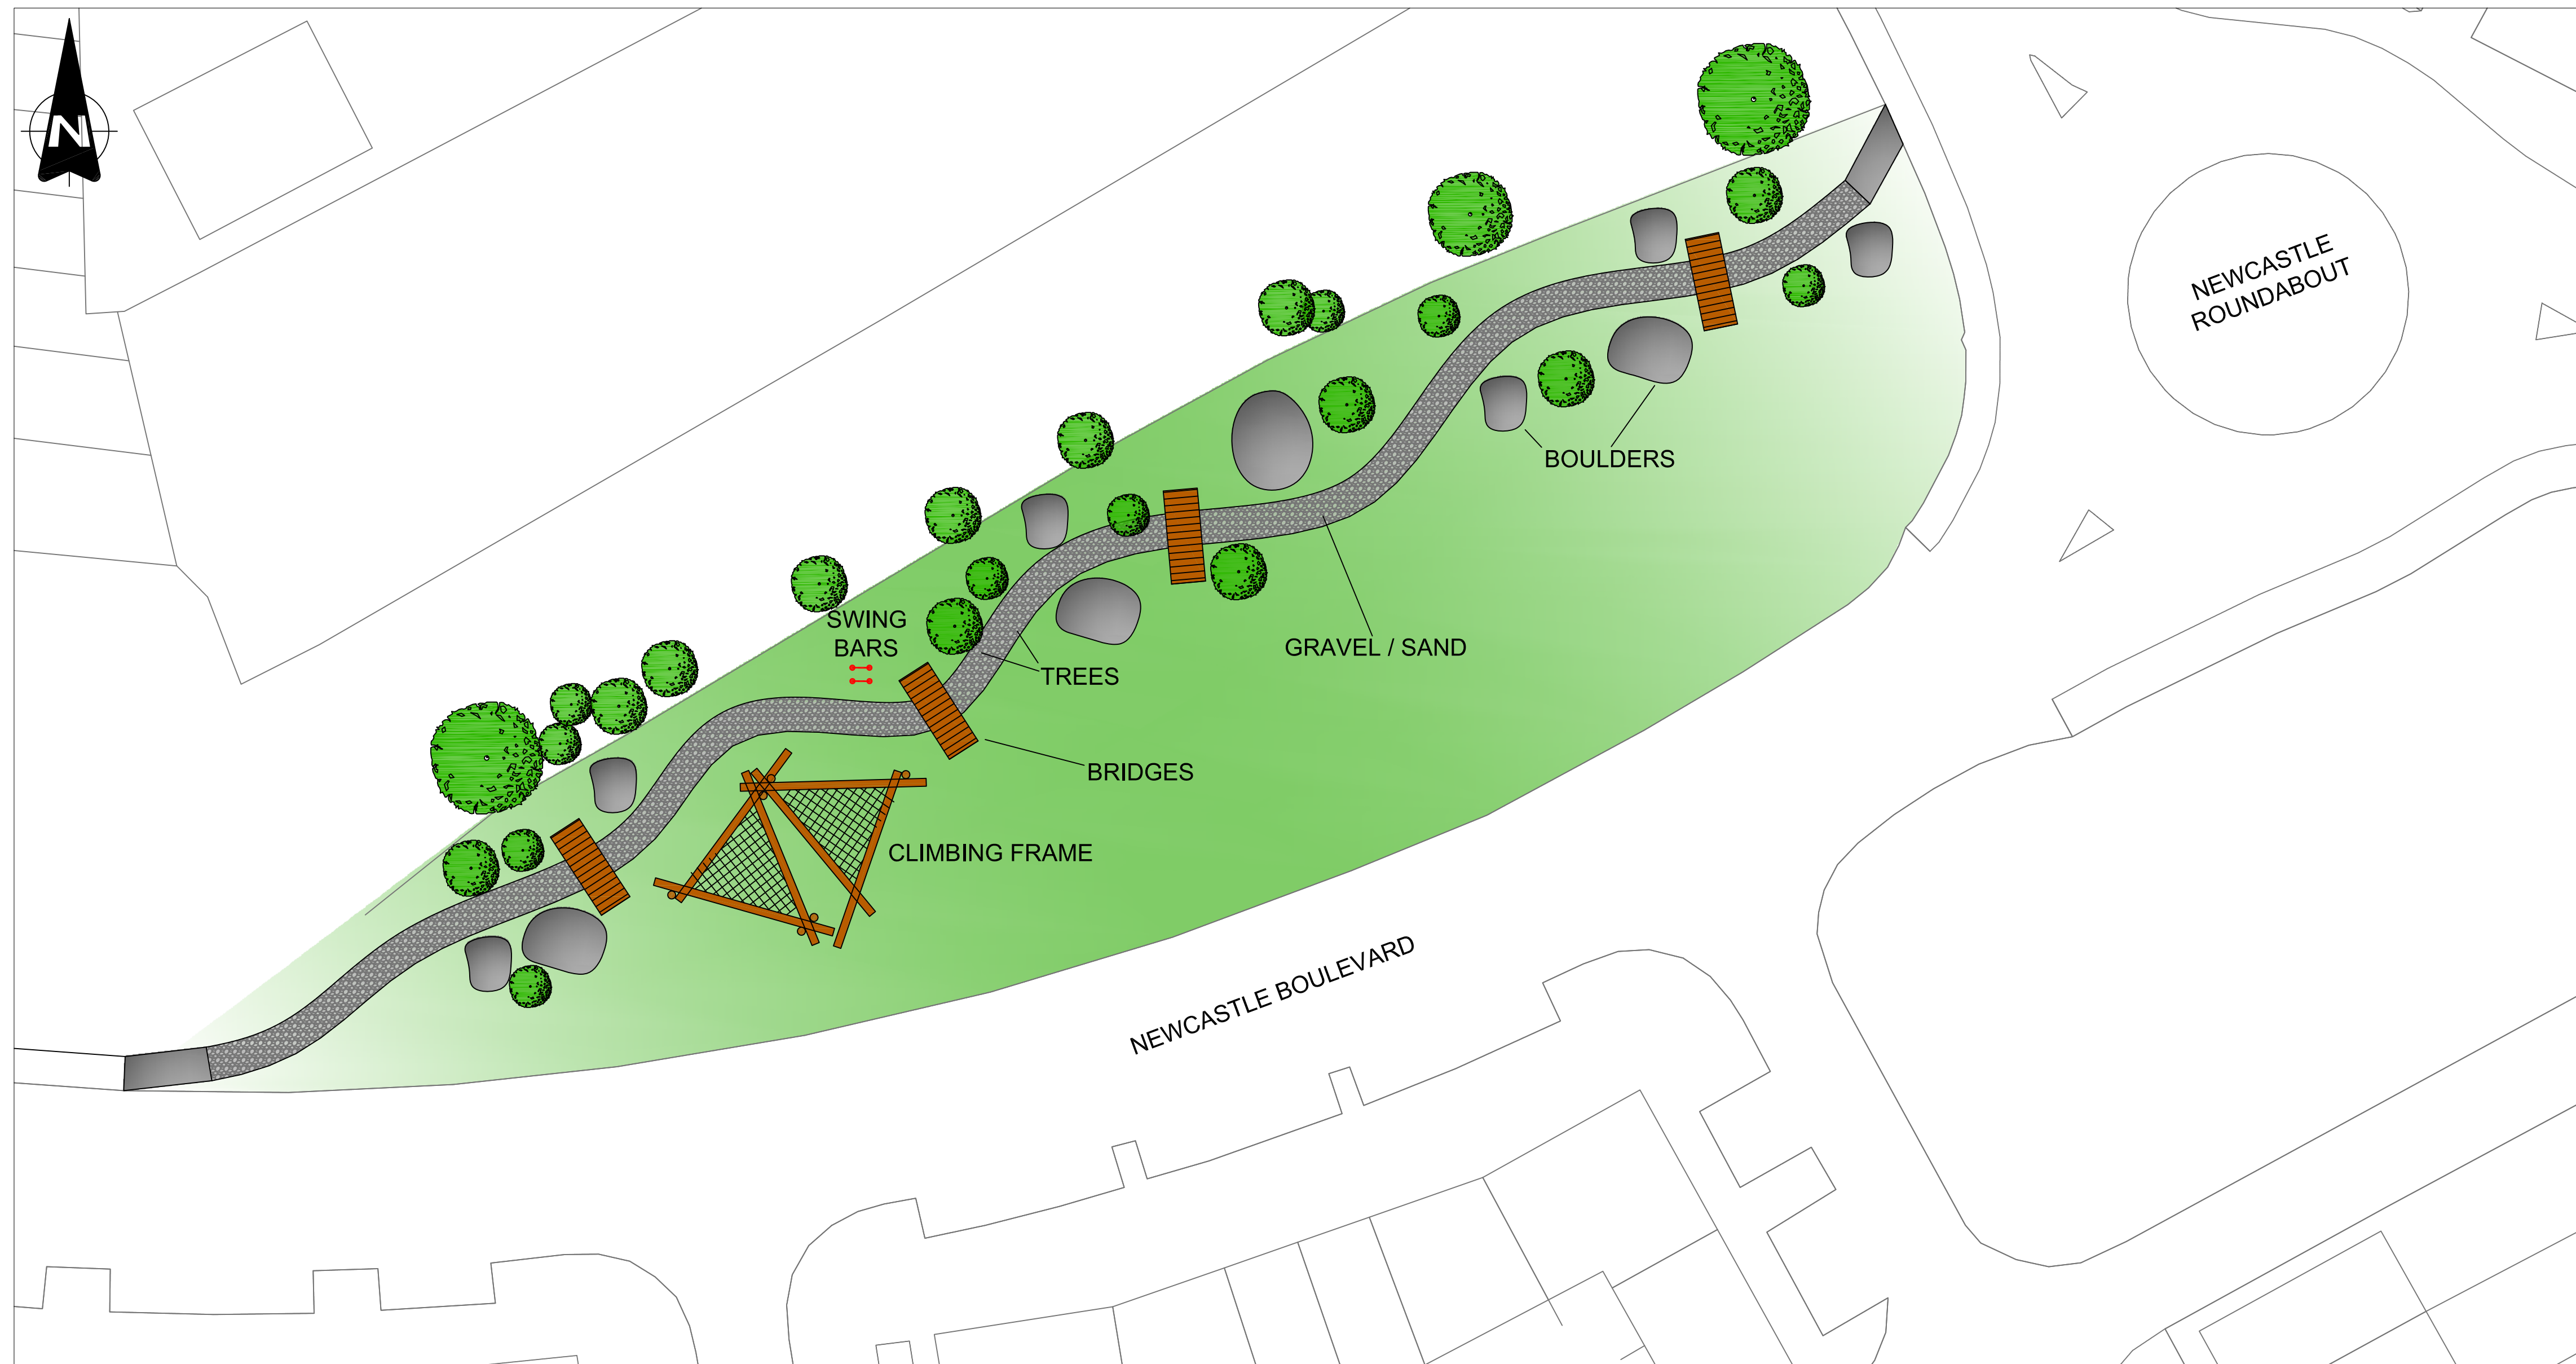 N
NEWCASTLE
ROUNDABOUT
BOULDERS
SWING
BARS
GRAVEL / SAND
TREES
BRIDGES
CLIMBING FRAME
NEWCASTLE BOULEVARD